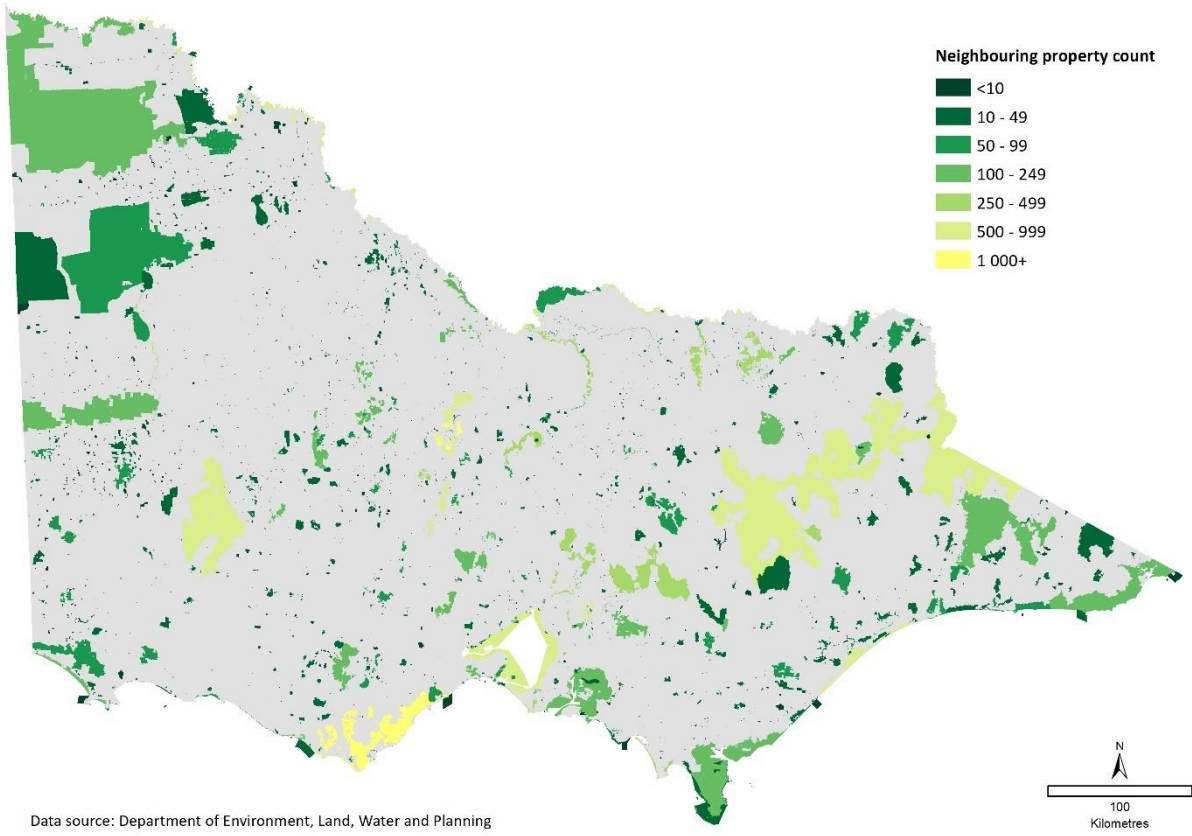 Neighbouring property count
<10
10 - 49
50 - 99
100 - 249
250 - 499
500 - 999
1 000+
N
100
Kilometres
Data source: Department of Environment, Land, Water and Planning